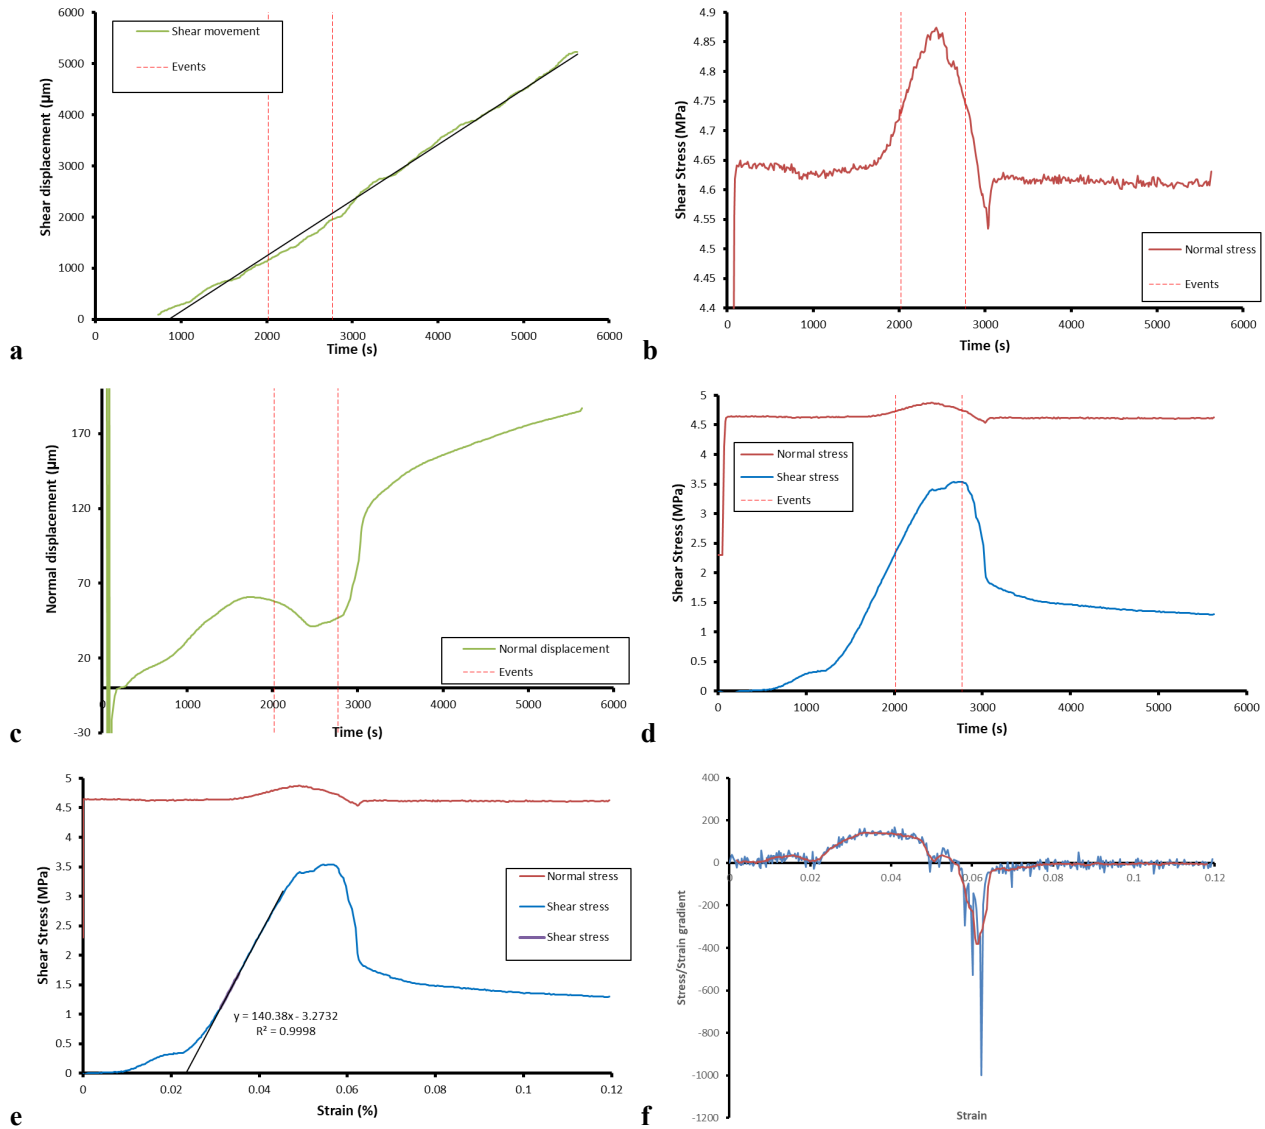 6000
5000
4000
3000
2000
1000
0
0 1000 2000 3000 4000 5000 6000
Shear displacement (µm)
Time (s)
Shear movement
Events
a
4.9
4.85
4.8
4.75
4.7
4.65
4.6
4.55
4.5
4.45
4.4
0 1000 2000 3000 4000 5000 6000
Shear Stress (MPa)
Time (s)
Normal stress
Events
b
170
120
70
20
-30
0 1000 2000 3000 4000 5000 6000
Normal displacement (µm)
Time (s)
Normal displacement
Events
c
5
4.5
4
3.5
3
2.5
2
1.5
1
0.5
0
0 1000 2000 3000 4000 5000 6000
Shear Stress (MPa)
Time (s)
Normal stress
Shear stress
Events
d
5
4.5
4
3.5
3
2.5
2
1.5
1
0.5
0
0 0.02 0.04 0.06 0.08 0.1 0.12
Shear Stress (MPa)
Strain (%)
Normal stress
Shear stress
Shear stress
y = 140.38x - 3.2732
R² = 0.9998
e
400
200
0
-200
-400
-600
-800
-1000
-1200
0 0.02 0.04 0.06 0.08 0.1 0.12
Stress/Strain gradient
Strain
f